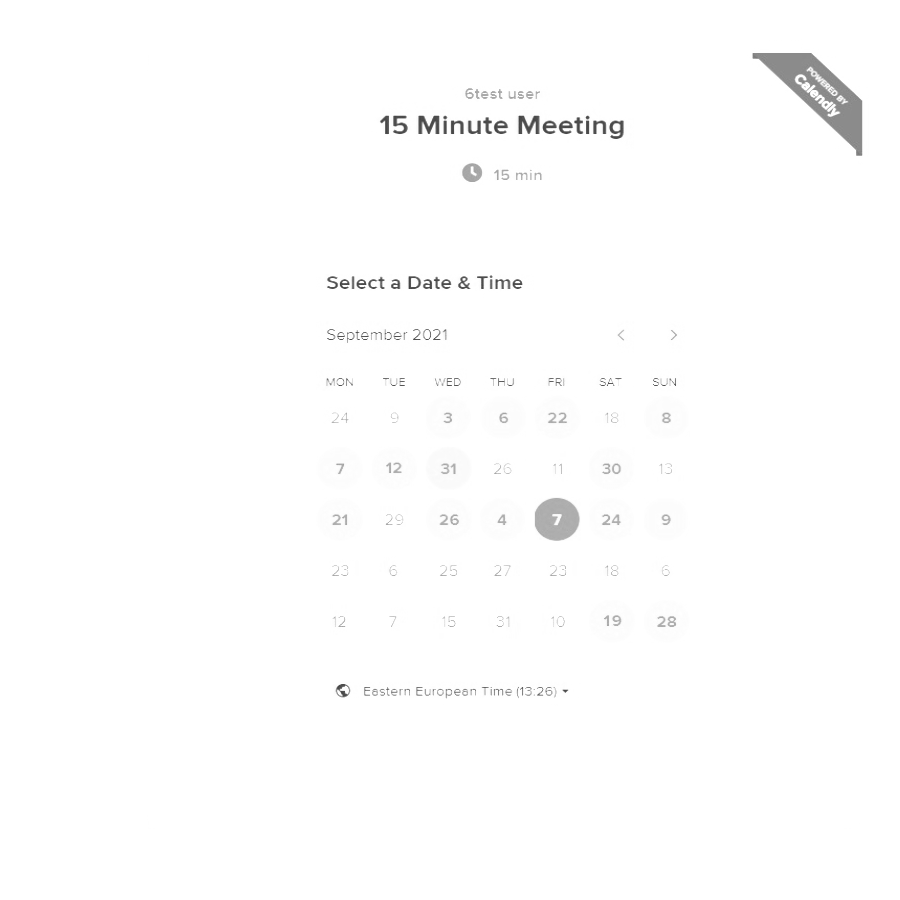 POWERED BY
Calendly
6test user
15 Minute Meeting
15 min
Select a Date & Time
September 2021
MON TUE WED THU FRI SAT SUN
24 9 3 6 22 18 8
7 12 31 26 11 30 13
21 29 26 4 7 24 9
23 6 25 27 23 18 6
12 7 15 31 10 19 28
Eastern European Time (13:26)